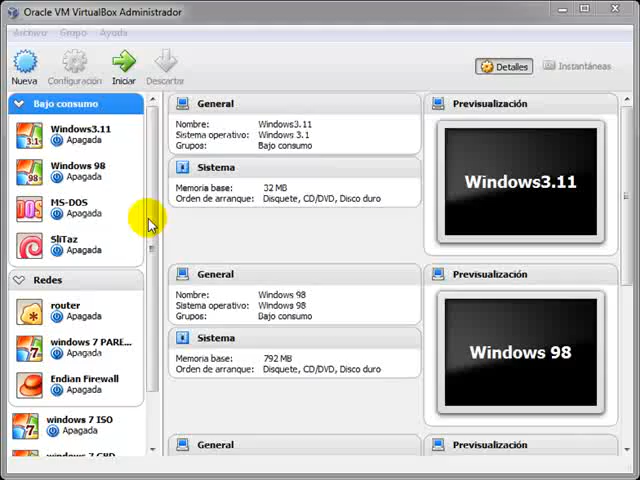 Oracle VM VirtualBox Administrador
Archivo Grupo Ayuda
Nueva Configuración Iniciar Descartar
Detalles Instantáneas
Bajo consumo
Windows3.11
Apagada
Windows 98
Apagada
MS-DOS
Apagada
SliTaz
Apagada
Redes
router
Apagada
windows 7 PARE...
Apagada
Endian Firewall
Apagada
windows 7 ISO
Apagada
General
Nombre: Windows3.11
Sistema operativo: Windows 3.1
Grupos: Bajo consumo
Sistema
Memoria base: 32 MB
Orden de arranque: Disquete, CD/DVD, Disco duro
Previsualización
Windows3.11
General
Nombre: Windows 98
Sistema operativo: Windows 98
Grupos: Bajo consumo
Sistema
Memoria base: 792 MB
Orden de arranque: Disquete, CD/DVD, Disco duro
Previsualización
Windows 98
General
Previsualización